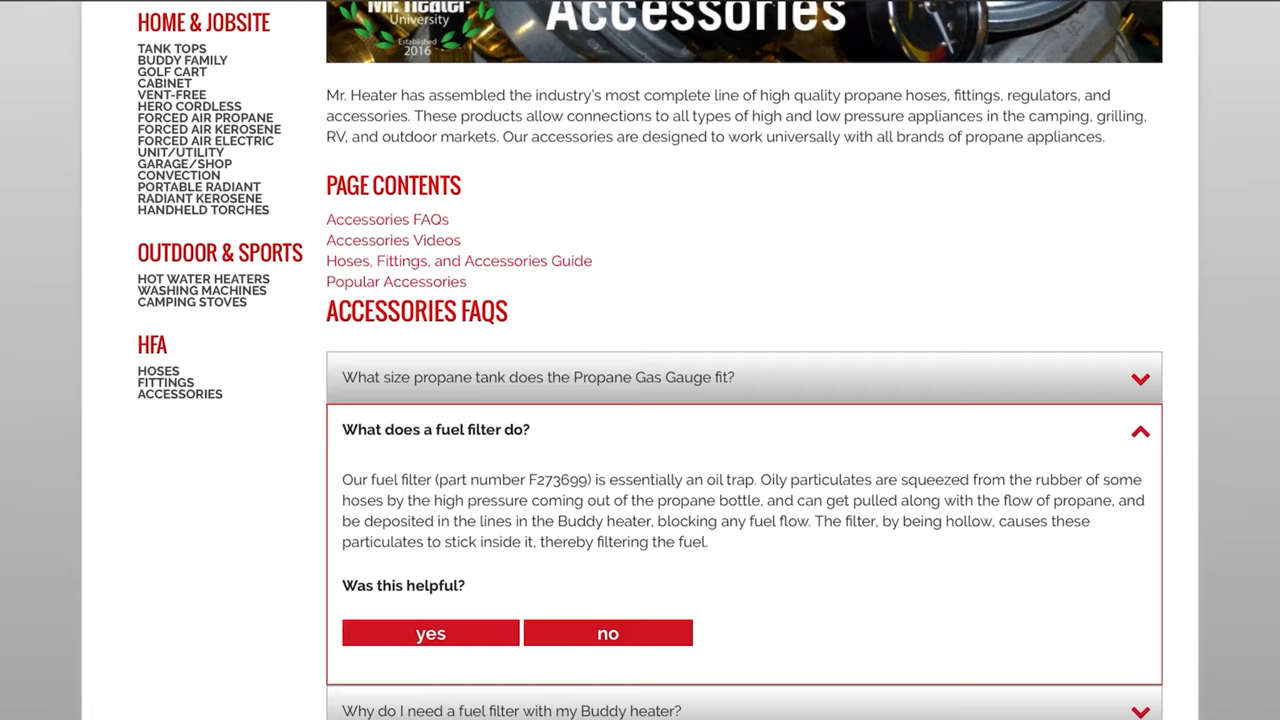 HOME & JOBSITE
TANK TOPS
BUDDY FAMILY
GOLF CART
CABINET
VENT-FREE
HERO CORDLESS
FORCED AIR PROPANE
FORCED AIR KEROSENE
FORCED AIR ELECTRIC
UNIT/UTILITY
GARAGE/SHOP
CONVECTION
PORTABLE RADIANT
RADIANT KEROSENE
HANDHELD TORCHES
OUTDOOR & SPORTS
HOT WATER HEATERS
WASHING MACHINES
CAMPING STOVES
HFA
HOSES
FITTINGS
ACCESSORIES
Mr. Heater
University
Established
2016
Accessories
Mr. Heater has assembled the industry's most complete line of high quality propane hoses, fittings, regulators, and
accessories. These products allow connections to all types of high and low pressure appliances in the camping, grilling,
RV, and outdoor markets. Our accessories are designed to work universally with all brands of propane appliances.
PAGE CONTENTS
Accessories FAQs
Accessories Videos
Hoses, Fittings, and Accessories Guide
Popular Accessories
ACCESSORIES FAQS
What size propane tank does the Propane Gas Gauge fit?
What does a fuel filter do?
Our fuel filter (part number F273699) is essentially an oil trap. Oily particulates are squeezed from the rubber of some
hoses by the high pressure coming out of the propane bottle, and can get pulled along with the flow of propane, and
be deposited in the lines in the Buddy heater, blocking any fuel flow. The filter, by being hollow, causes these
particulates to stick inside it, thereby filtering the fuel.
Was this helpful?
yes
no
Why do I need a fuel filter with my Buddy heater?